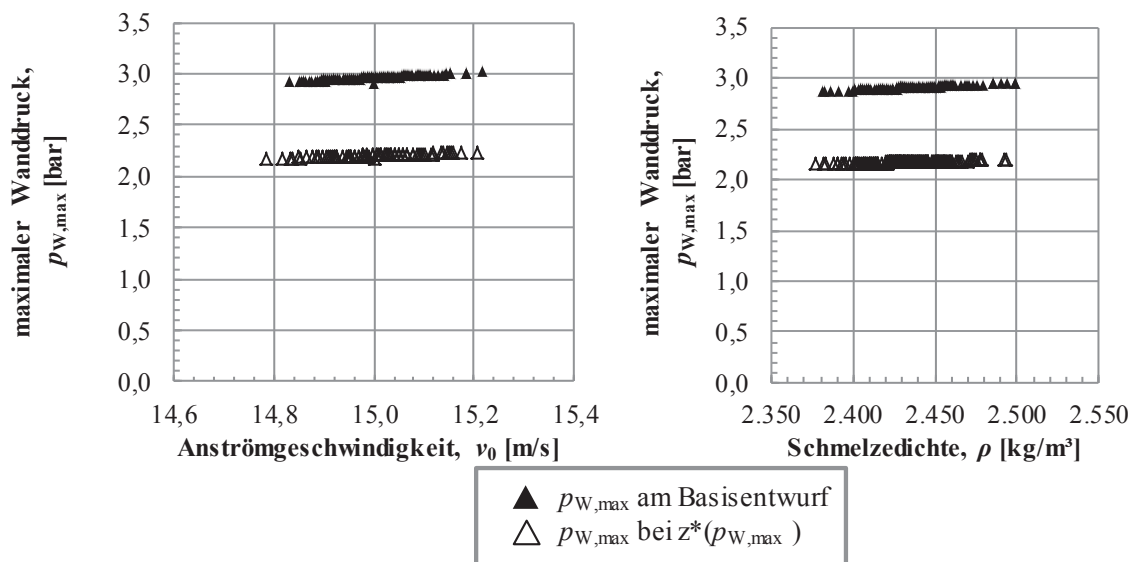 maximaler Wanddruck,
pW,max [bar]
3,5
3,0
2,5
2,0
1,5
1,0
0,5
0,0
14,6 14,8 15,0 15,2 15,4
Anströmgeschwindigkeit, v0 [m/s]
maximaler Wanddruck,
pW,max [bar]
3,5
3,0
2,5
2,0
1,5
1,0
0,5
0,0
2.350 2.400 2.450 2.500 2.550
Schmelzedichte, ρ [kg/m³]
pW,max am Basisentwurf
pW,max bei z*(pW,max )